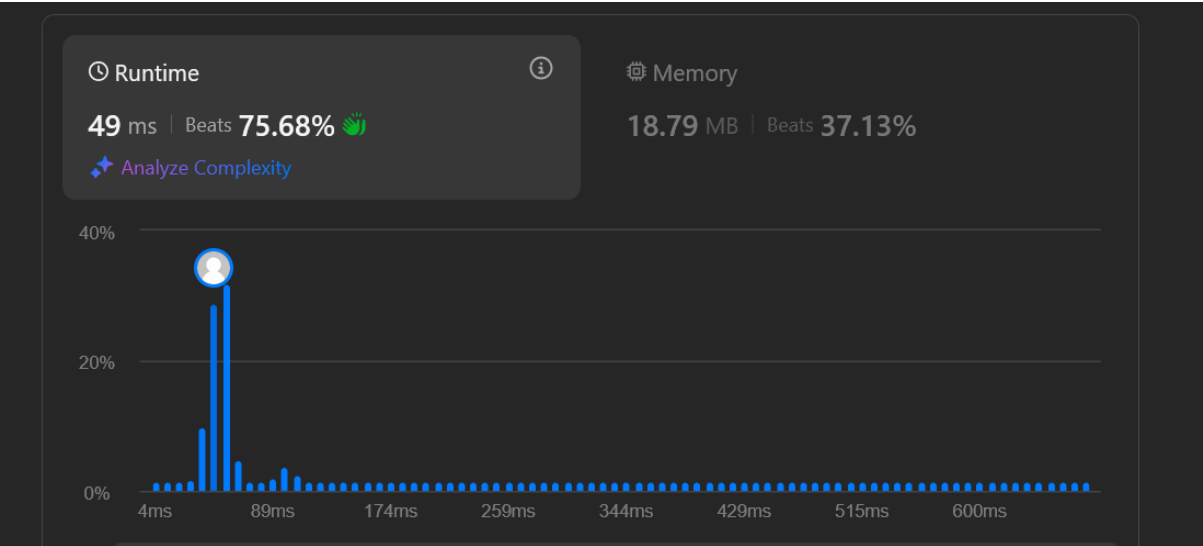 Runtime
49 ms | Beats 75.68%
Analyze Complexity
Memory
18.79 MB | Beats 37.13%
40%
20%
0%
4ms 89ms 174ms 259ms 344ms 429ms 515ms 600ms